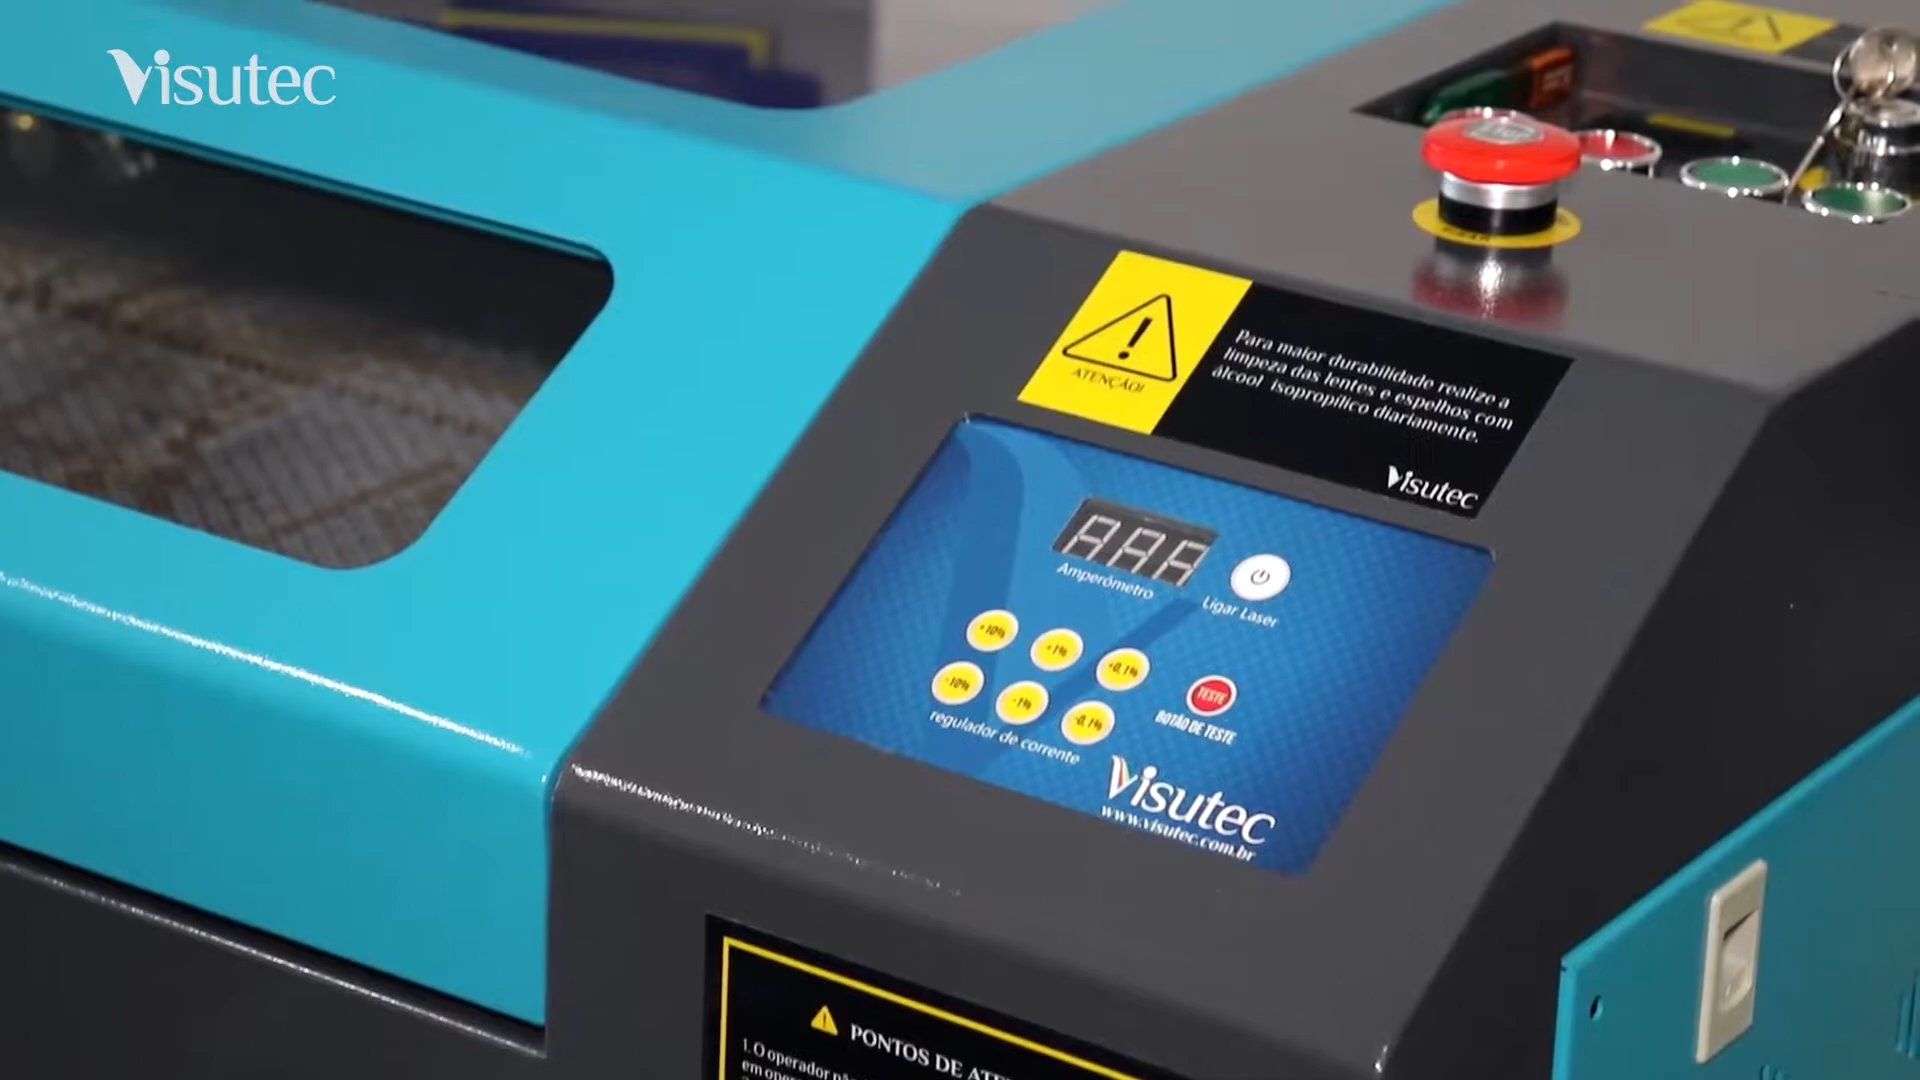 Visutec
ATENÇÃO!
Para maior durabilidade realize a
limpeza das lentes e espelhos com
álcool isopropílico diariamente.
Visutec
Amperômetro
Ligar Laser
+10%
+1%
+0,1%
-10%
-1%
-0,1%
regulador de corrente
TESTE
BOTÃO DE TESTE
Visutec
www.visutec.com.br
PONTOS DE
1. O operador
em